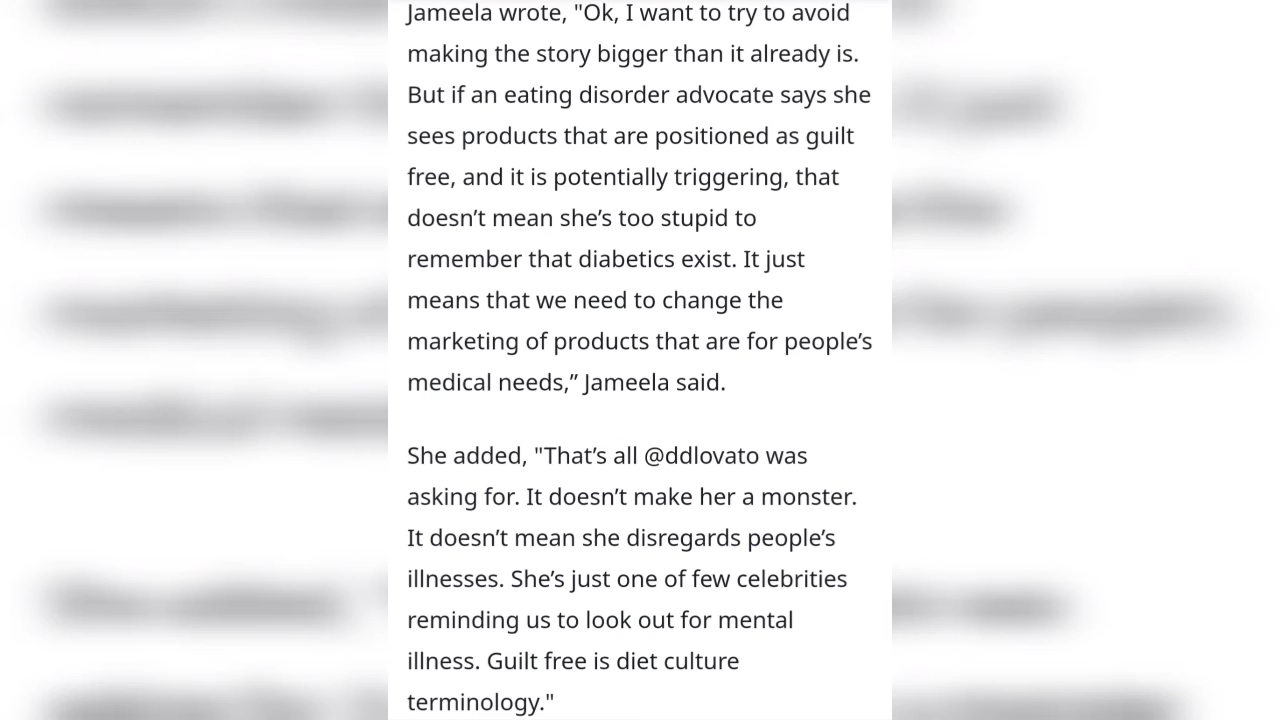 Jameela wrote, "Ok, I want to try to avoid
making the story bigger than it already is.
But if an eating disorder advocate says she
sees products that are positioned as guilt
free, and it is potentially triggering, that
doesn’t mean she’s too stupid to
remember that diabetics exist. It just
means that we need to change the
marketing of products that are for people’s
medical needs,” Jameela said.
She added, "That’s all @ddlovato was
asking for. It doesn’t make her a monster.
It doesn’t mean she disregards people’s
illnesses. She’s just one of few celebrities
reminding us to look out for mental
illness. Guilt free is diet culture
terminology."